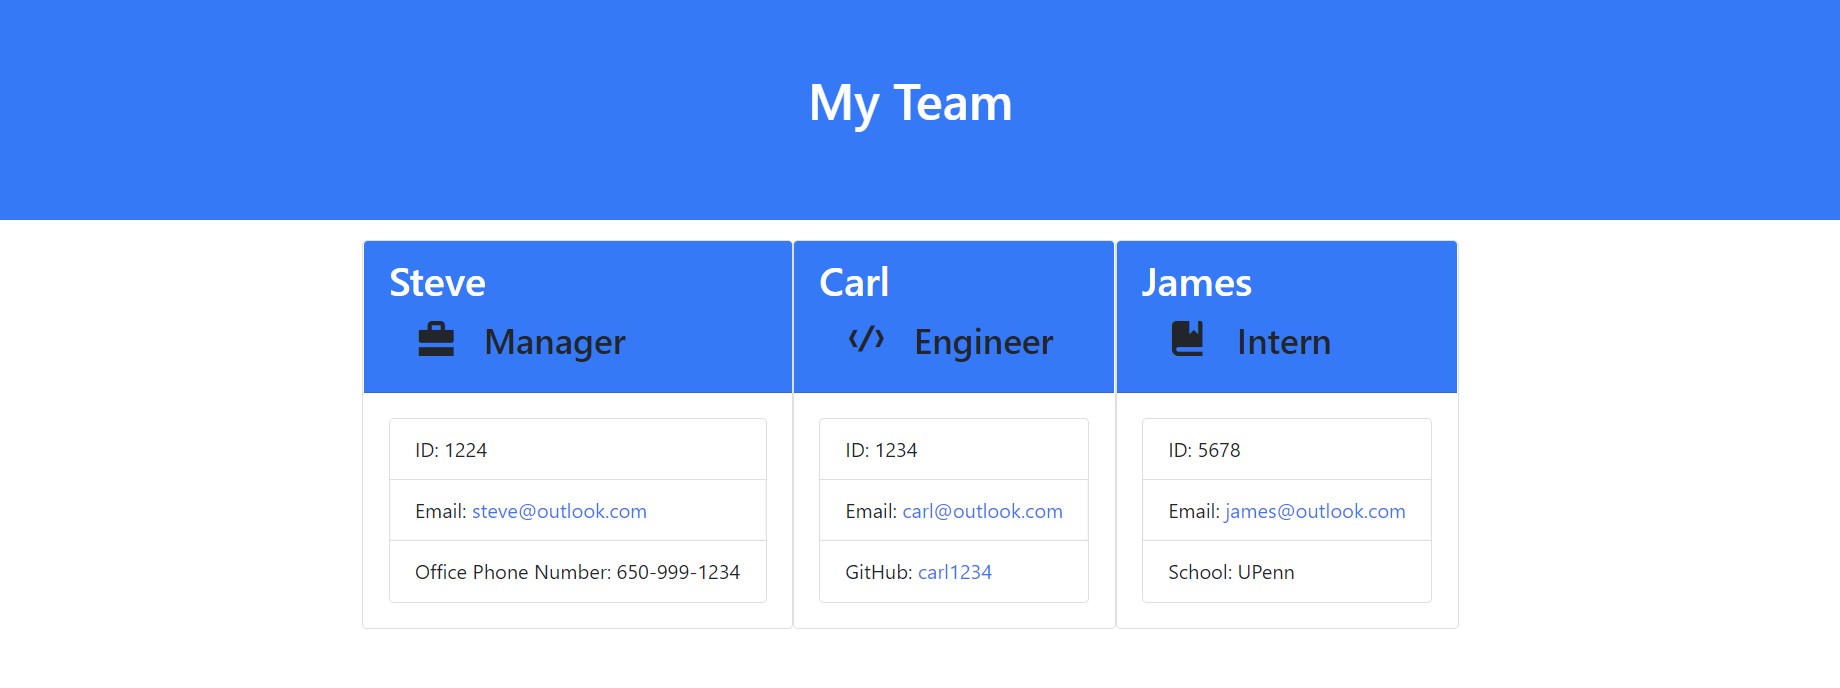 My Team
Steve
Manager
ID: 1224
Email: steve@outlook.com
Office Phone Number: 650-999-1234
Carl
Engineer
ID: 1234
Email: carl@outlook.com
GitHub: carl1234
James
Intern
ID: 5678
Email: james@outlook.com
School: UPenn